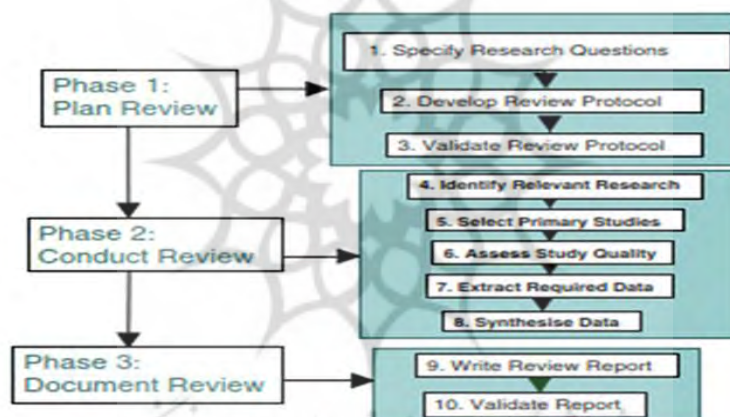 Phase 1:
Plan Review
1. Specify Research Questions
2. Develop Review Protocol
3. Validate Review Protocol
Phase 2:
Conduct Review
4. Identify Relevant Research
5. Select Primary Studies
6. Assess Study Quality
7. Extract Required Data
8. Synthesise Data
Phase 3:
Document Review
9. Write Review Report
10. Validate Report